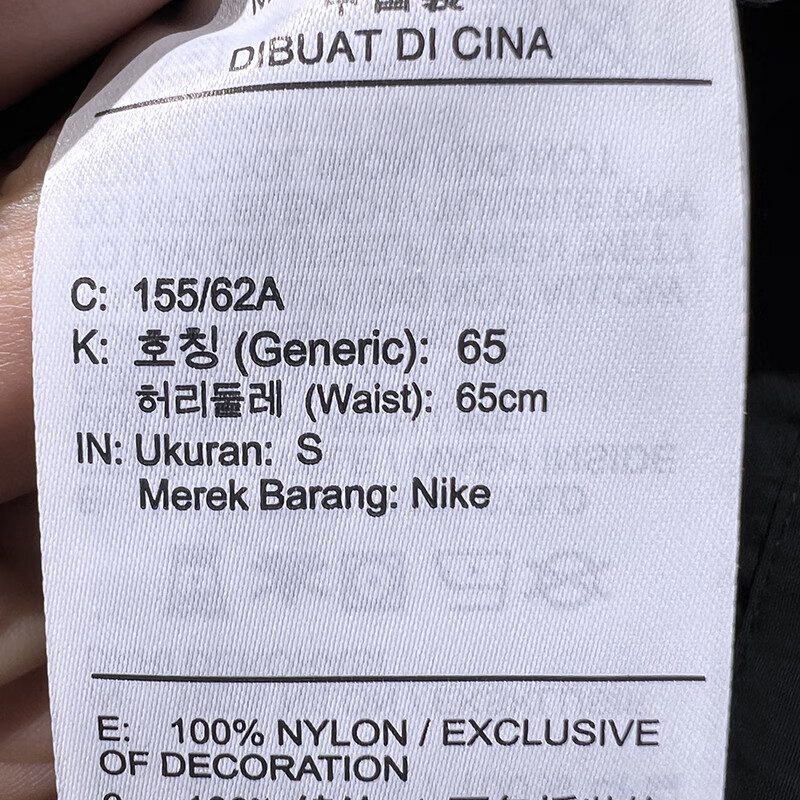 DIBUAT DI CINA
C: 155/62A
K: 호칭 (Generic): 65
허리둘레 (Waist): 65cm
IN: Ukuran: S
Merek Barang: Nike
E: 100% NYLON / EXCLUSIVE
OF DECORATION